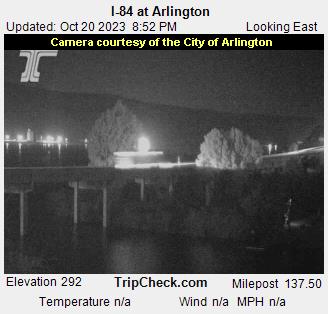 I-84 at Arlington
Updated: Oct 20 2023 8:52 PM Looking East
Camera courtesy of the City of Arlington
Elevation 292 TripCheck.com Milepost 137.50
Temperature n/a Wind n/a MPH n/a